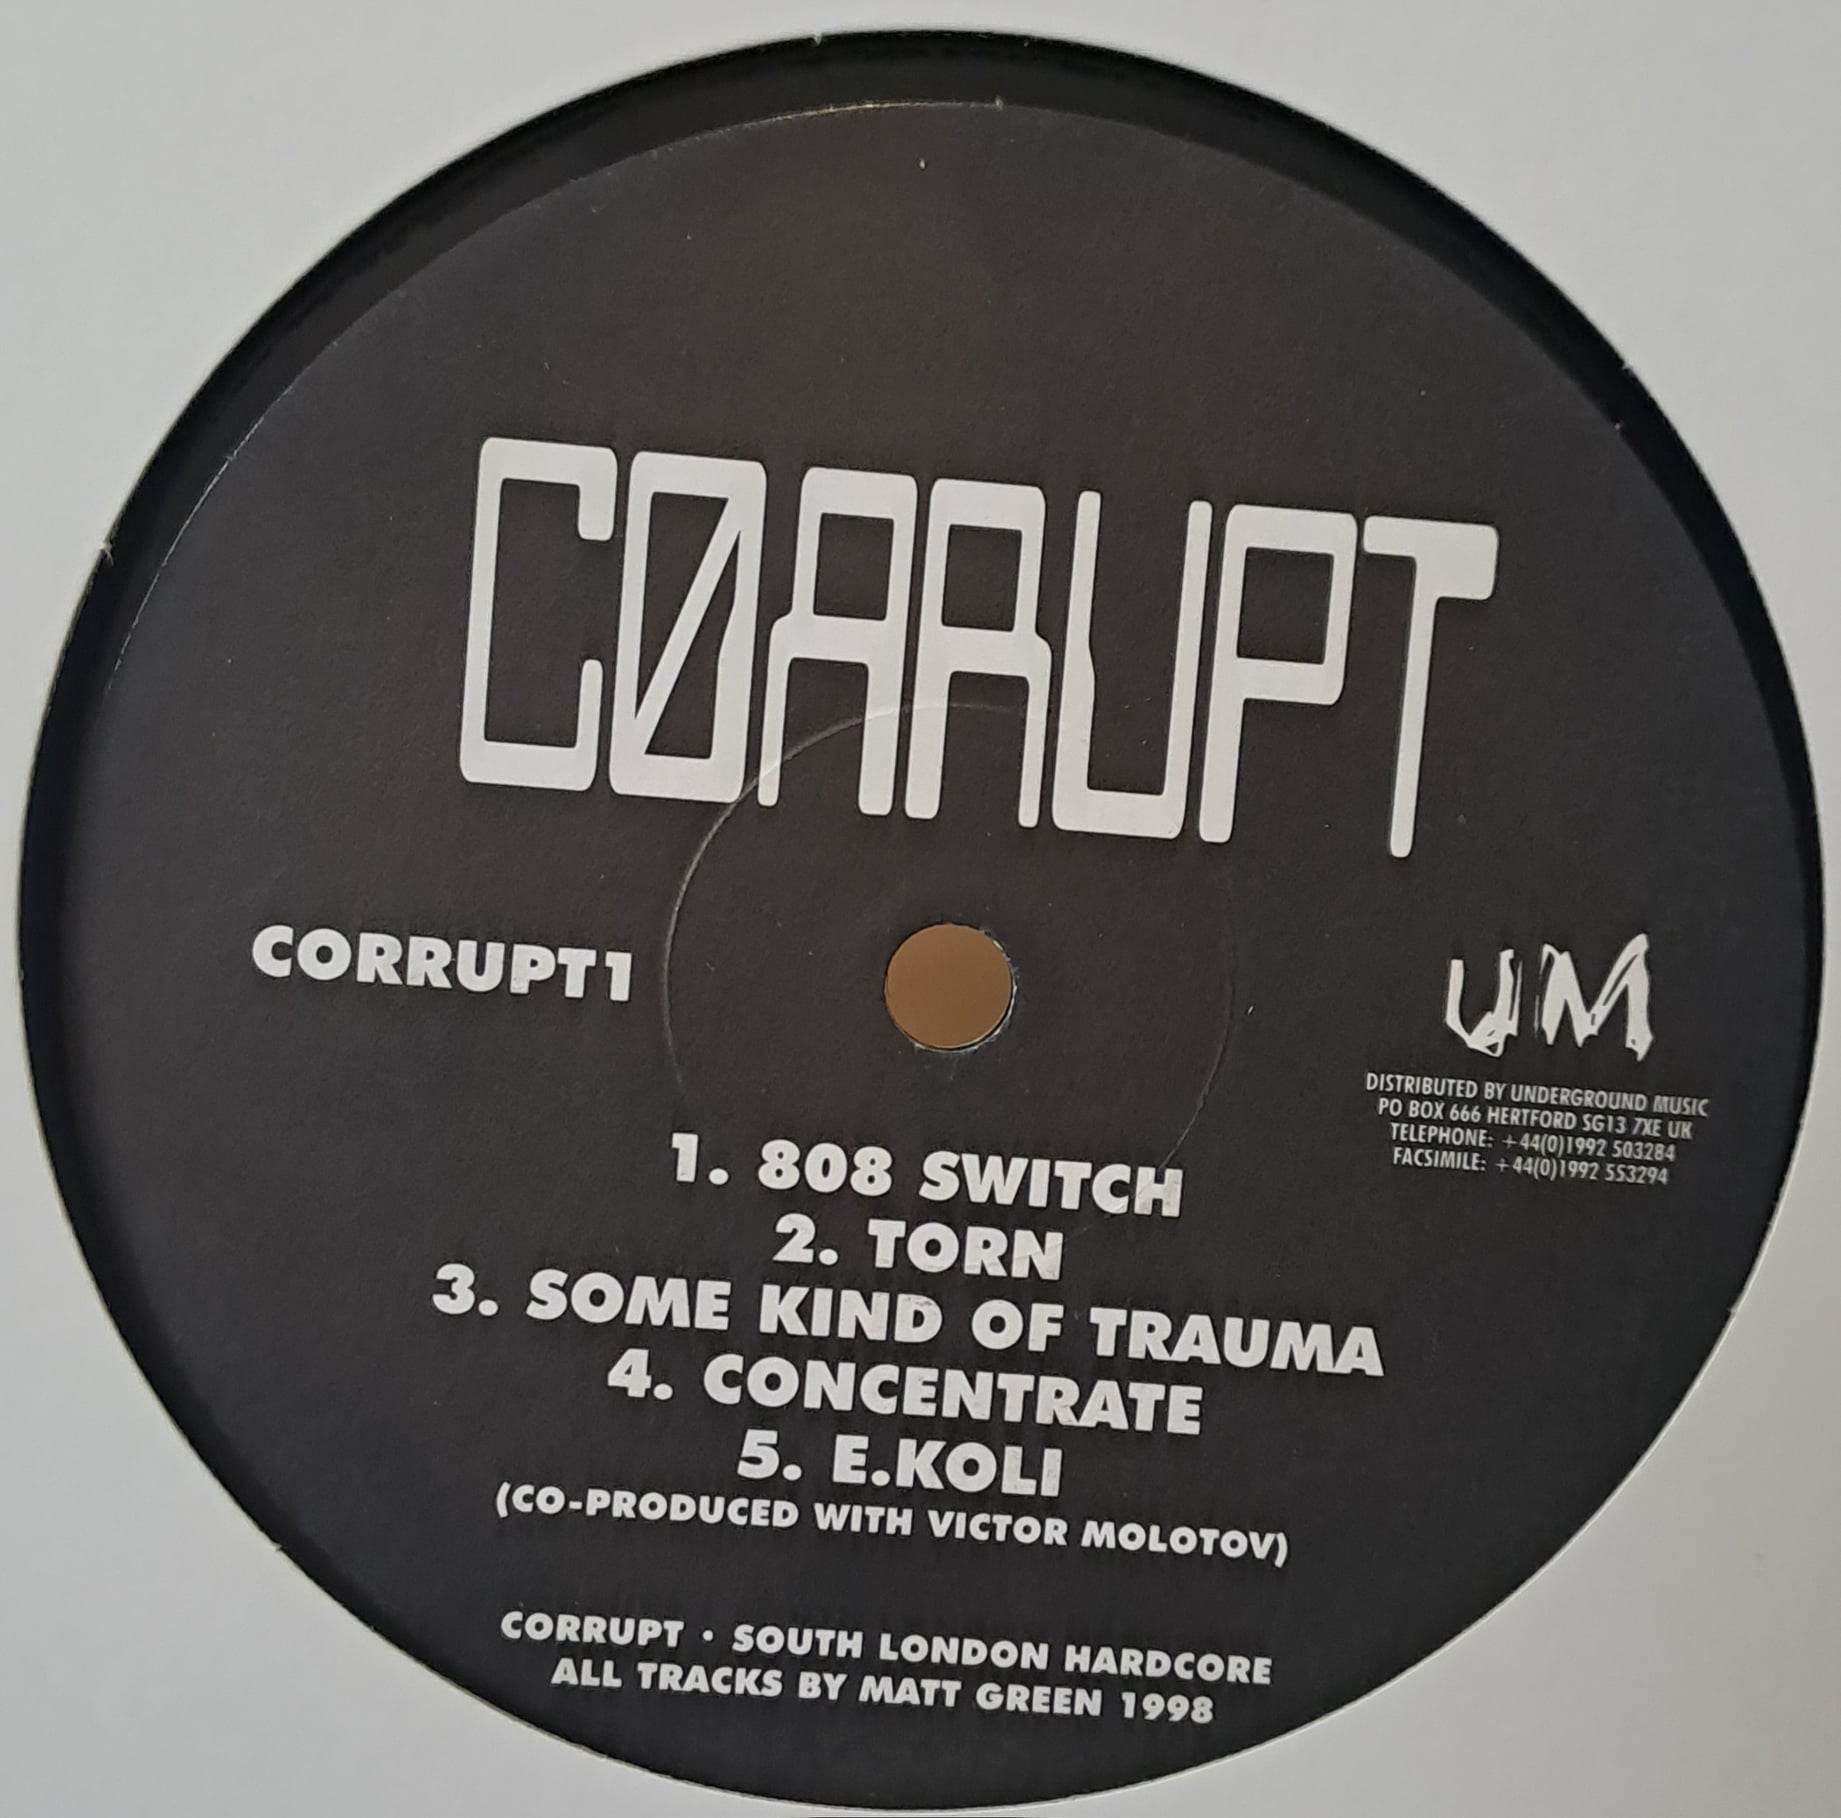 CØRRUPT
CORRUPT1
UM
DISTRIBUTED BY UNDERGROUND MUSIC
PO BOX 666 HERTFORD SG13 7XE UK
TELEPHONE: +44(0)1992 503284
FACSIMILE: +44(0)1992 553294
1. 808 SWITCH
2. TORN
3. SOME KIND OF TRAUMA
4. CONCENTRATE
5. E.KOLI
(CO-PRODUCED WITH VICTOR MOLOTOV)
CORRUPT • SOUTH LONDON HARDCORE
ALL TRACKS BY MATT GREEN 1998